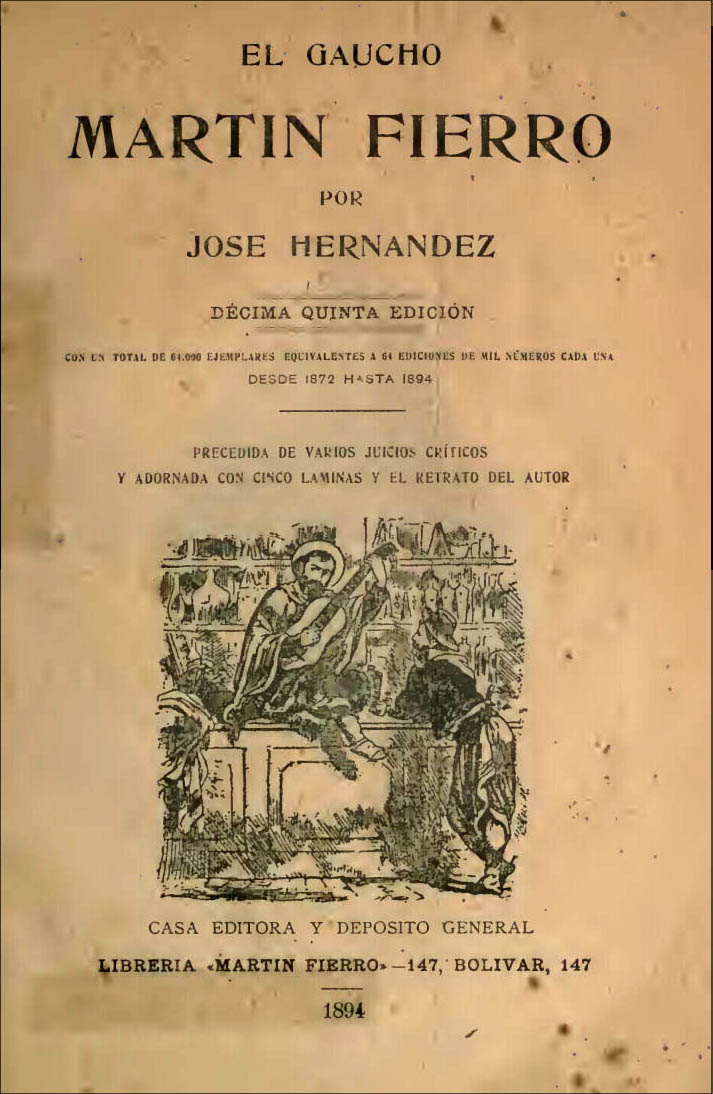 EL GAUCHO
MARTIN FIERRO
POR
JOSE HERNANDEZ
DÉCIMA QUINTA EDICIÓN
CON UN TOTAL DE 64.000 EJEMPLARES EQUIVALENTES A 64 EDICIONES DE MIL NÚMEROS CADA UNA
DESDE 1872 HASTA 1894
PRECEDIDA DE VARIOS JUICIOS CRÍTICOS
Y ADORNADA CON CINCO LAMINAS Y EL RETRATO DEL AUTOR
CASA EDITORA Y DEPOSITO GENERAL
LIBRERIA «MARTIN FIERRO»—147, BOLIVAR, 147
1894